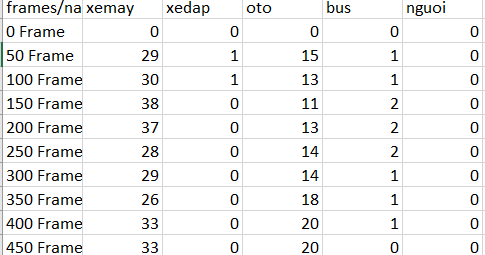 frames/na xemay xedap oto bus nguoi
0 Frame 0 0 0 0 0
50 Frame 29 1 15 1 0
100 Frame 30 1 13 1 0
150 Frame 38 0 11 2 0
200 Frame 37 0 13 2 0
250 Frame 28 0 14 2 0
300 Frame 29 0 14 1 0
350 Frame 26 0 18 1 0
400 Frame 33 0 20 1 0
450 Frame 33 0 20 0 0